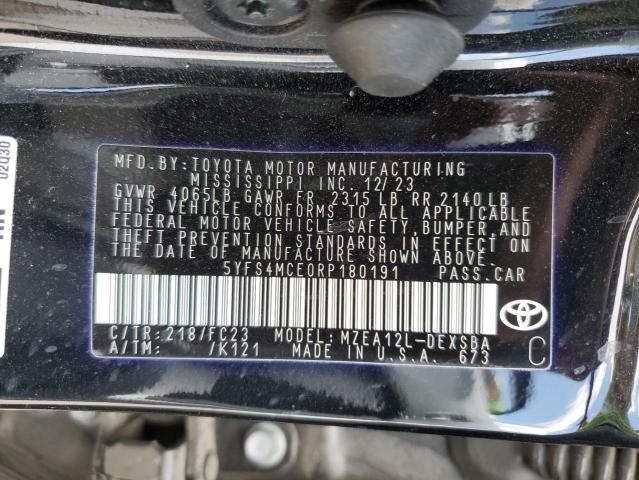 MFD.BY:TOYOTA MOTOR MANUFACTURING
MISSISSIPPI INC. 12/23
GVWR 4065LB GAWR FR 2315 LB RR 2140LB
THIS VEHICLE CONFORMS TO ALL APPLICABLE
FEDERAL MOTOR VEHICLE SAFETY,BUMPER,AND
THEFT PREVENTION STANDARDS IN EFFECT ON
THE DATE OF MANUFACTURE SHOWN ABOVE.
5YFS4MCE0RP180191 PASS.CAR
C/TR:218/FC23 MODEL:MZEA12L-DEXSBA
A/TM: /K121 MADE IN U.S.A. 673
C
02030